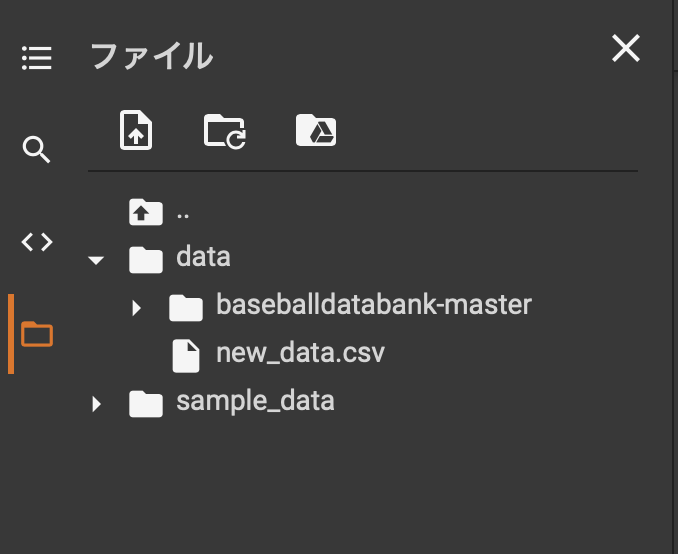 ファイル
..
data
baseballdatabank-master
new_data.csv
sample_data